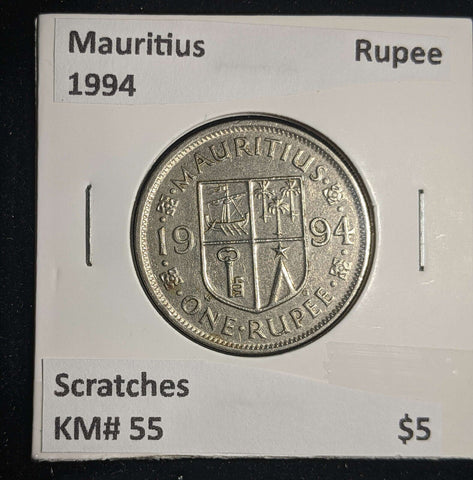 Mauritius Rupee
1994
·MAURITIUS·
19 94
·ONE·RUPEE·
Scratches
KM# 55 $5